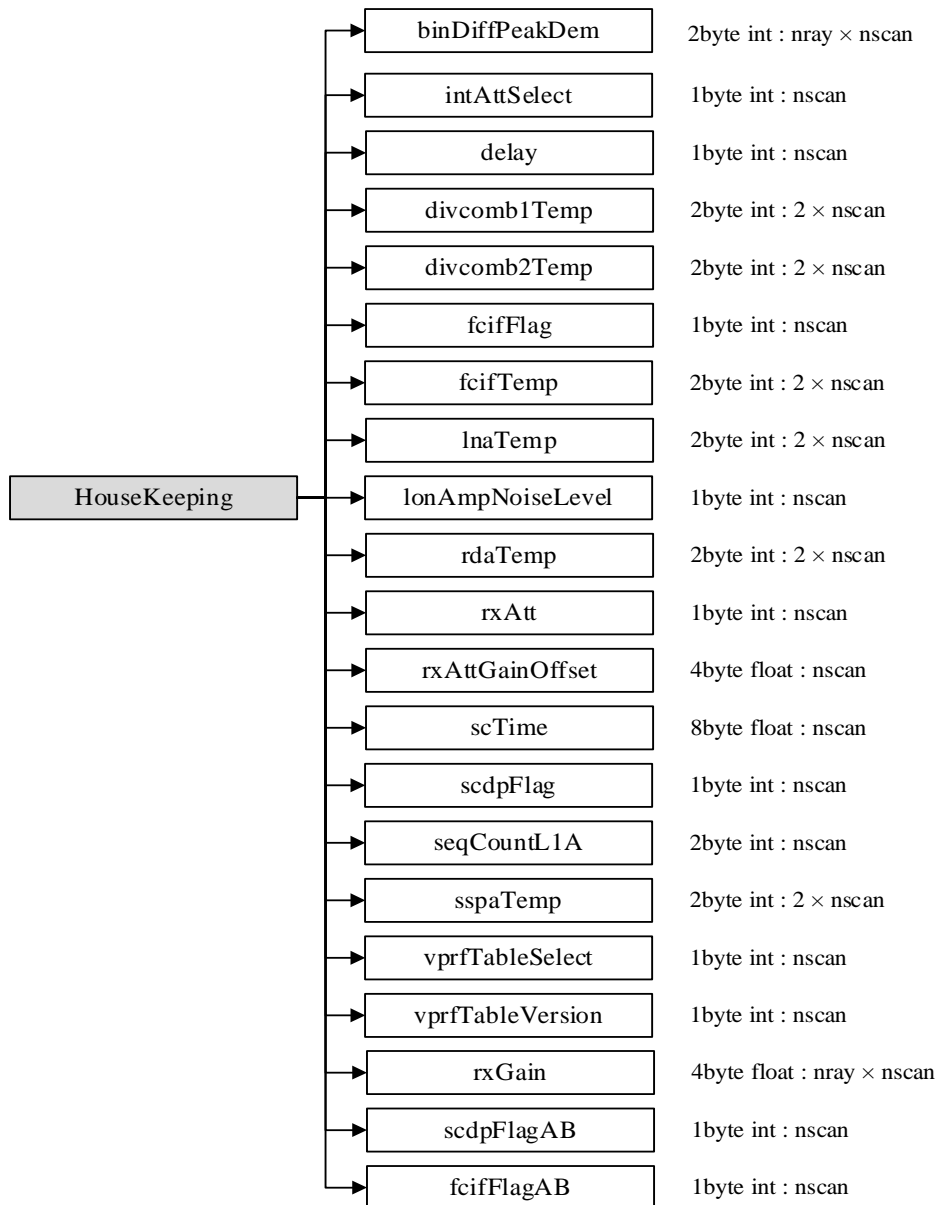 binDiffPeakDem 2byte int : nray × nscan
intAttSelect 1byte int : nscan
delay 1byte int : nscan
divcomb1Temp 2byte int : 2 × nscan
divcomb2Temp 2byte int : 2 × nscan
fcifFlag 1byte int : nscan
fcifTemp 2byte int : 2 × nscan
lnaTemp 2byte int : 2 × nscan
HouseKeeping lonAmpNoiseLevel 1byte int : nscan
rdaTemp 2byte int : 2 × nscan
rxAtt 1byte int : nscan
rxAttGainOffset 4byte float : nscan
scTime 8byte float : nscan
scdpFlag 1byte int : nscan
seqCountL1A 2byte int : nscan
sspaTemp 2byte int : 2 × nscan
vprfTableSelect 1byte int : nscan
vprfTableVersion 1byte int : nscan
rxGain 4byte float : nray × nscan
scdpFlagAB 1byte int : nscan
fcifFlagAB 1byte int : nscan